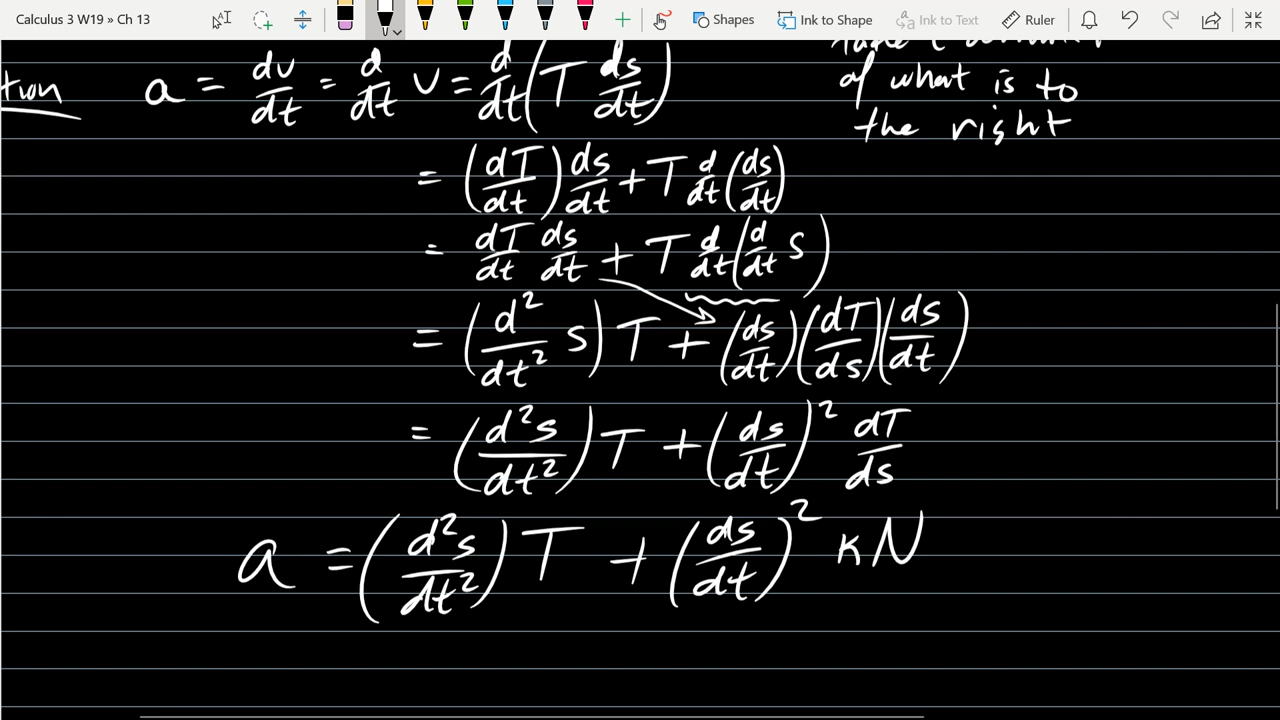 Calculus 3 W19 » Ch 13
Shapes Ink to Shape Ink to Text Ruler
of what is to
the right
tion a = dv/dt = d/dt v = d/dt (T ds/dt)
= (dT/dt) ds/dt + T d/dt (ds/dt)
= dT/dt ds/dt + T d/dt (d/dt s)
= (d²/dt² s) T + (ds/dt)(dT/ds)(ds/dt)
= (d²s/dt²) T + (ds/dt)² dT/ds
a = (d²s/dt²) T + (ds/dt)² κN